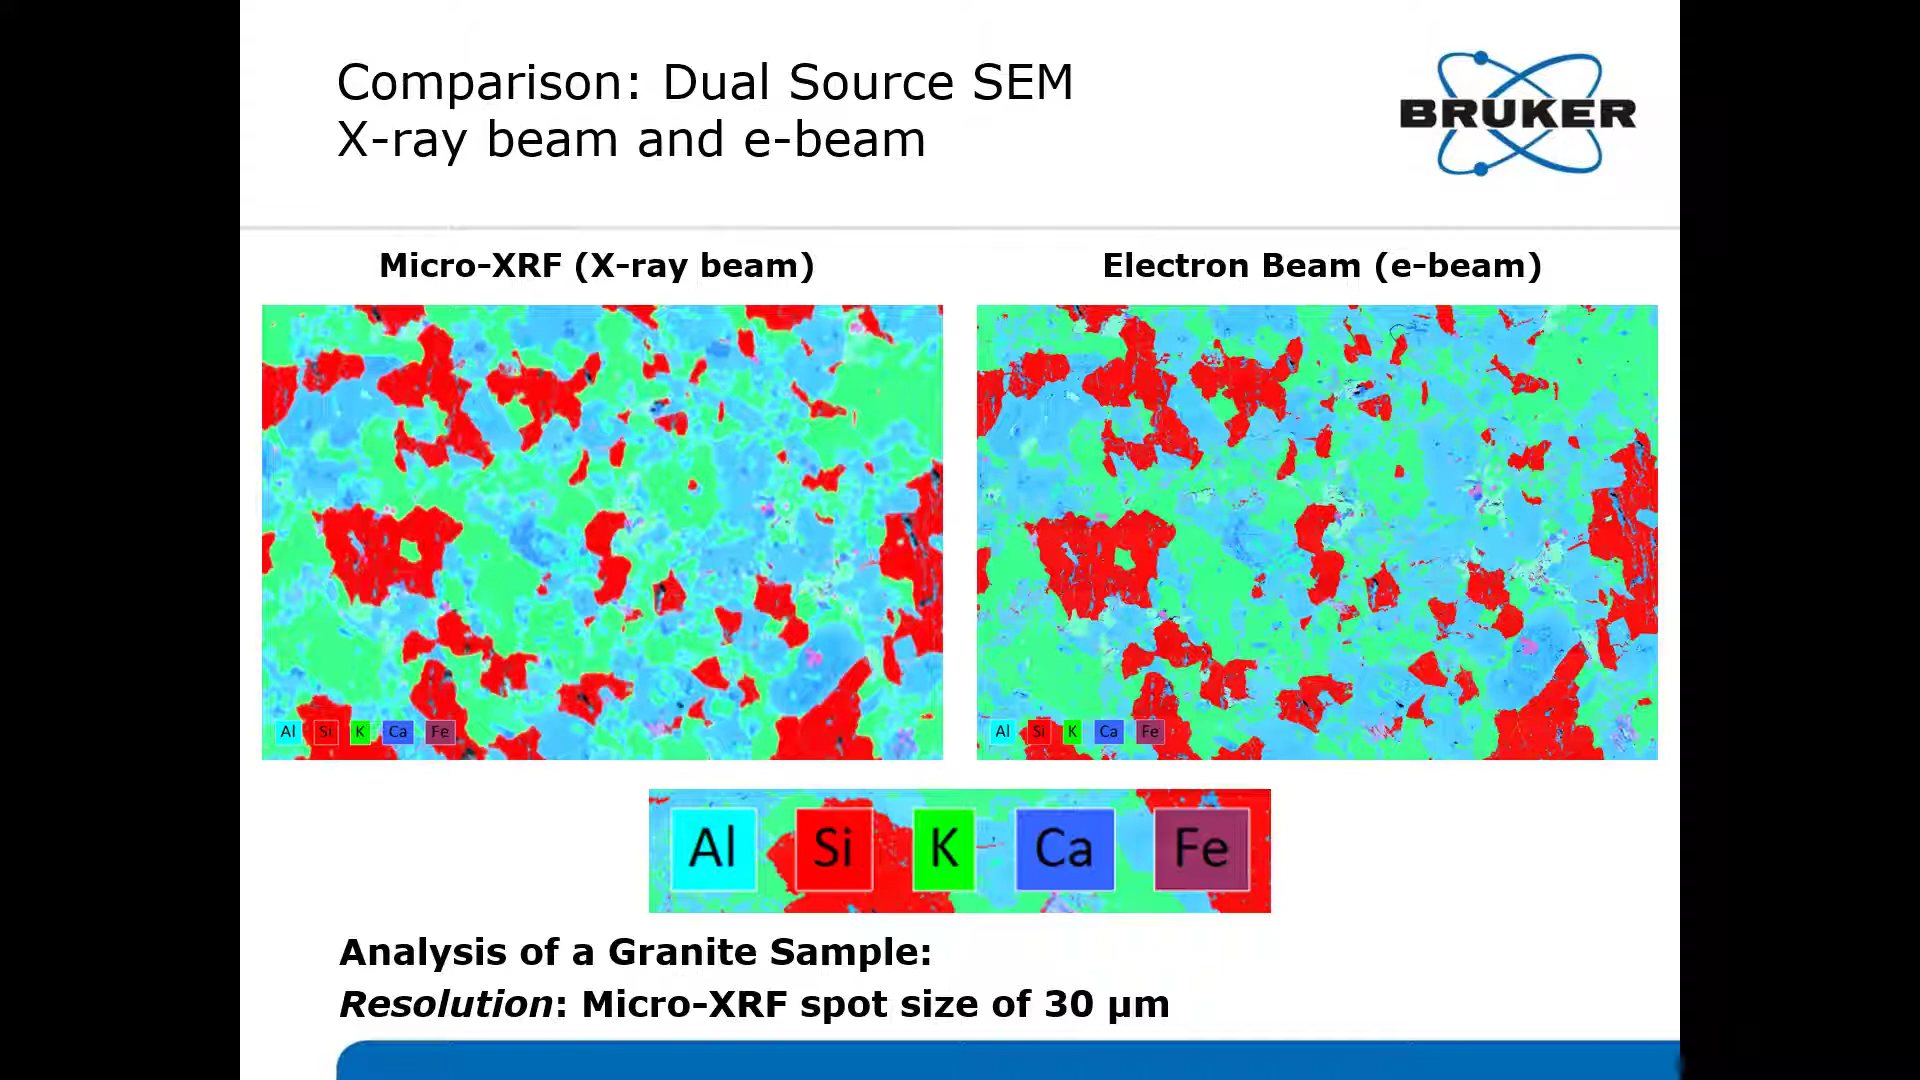 Comparison: Dual Source SEM
X-ray beam and e-beam
BRUKER
Micro-XRF (X-ray beam)
Electron Beam (e-beam)
Al Si K Ca Fe
Al Si K Ca Fe
Al Si K Ca Fe
Analysis of a Granite Sample:
Resolution: Micro-XRF spot size of 30 µm